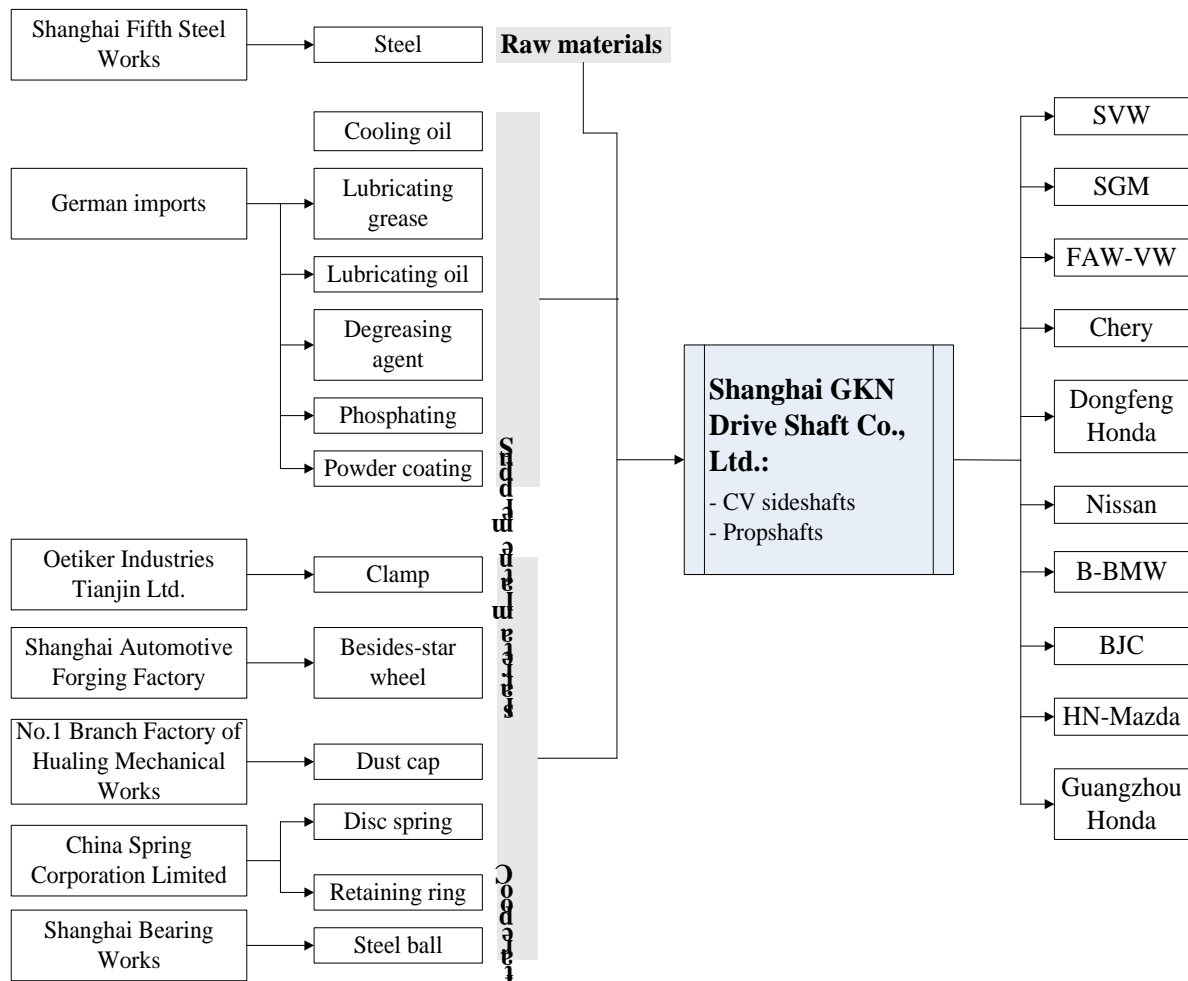 Shanghai Fifth Steel
Works
Steel
Raw materials
Cooling oil
German imports
Lubricating
grease
Lubricating oil
Degreasing
agent
Phosphating
Powder coating
Supplemental materials
Oetiker Industries
Tianjin Ltd.
Clamp
Shanghai Automotive
Forging Factory
Besides-star
wheel
No.1 Branch Factory of
Hualing Mechanical
Works
Dust cap
China Spring
Corporation Limited
Disc spring
Retaining ring
Shanghai Bearing
Works
Steel ball
Shanghai GKN
Drive Shaft Co.,
Ltd.:
- CV sideshafts
- Propshafts
SVW
SGM
FAW-VW
Chery
Dongfeng
Honda
Nissan
B-BMW
BJC
HN-Mazda
Guangzhou
Honda